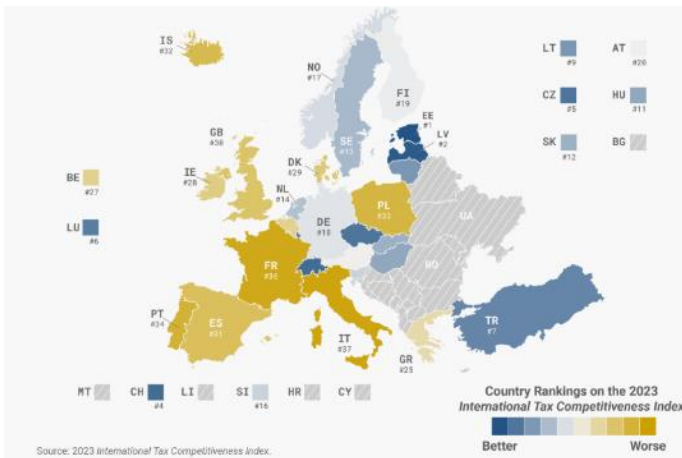 IS
#32
NO
#17
FI
#19
SE
EE
#1
LV
#2
LT
#9
AT
#20
CZ
#5
HU
#11
SK
#12
BG
GB
#30
IE
#28
DK
#29
NL
#14
BE
#27
LU
#6
DE
#18
PL
#33
UA
RO
FR
#36
PT
#34
ES
#31
IT
#37
GR
#25
TR
#7
MT
CH
#4
LI
SI
#16
HR
CY
Country Rankings on the 2023
International Tax Competitiveness Index
Better
Worse
Source: 2023 International Tax Competitiveness Index.